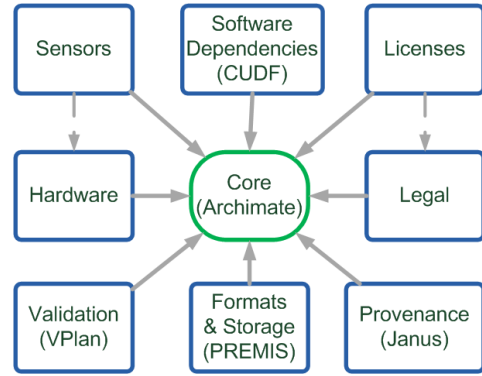 Sensors
Software
Dependencies
(CUDF)
Licenses
Hardware
Core
(Archimate)
Legal
Validation
(VPlan)
Formats
& Storage
(PREMIS)
Provenance
(Janus)